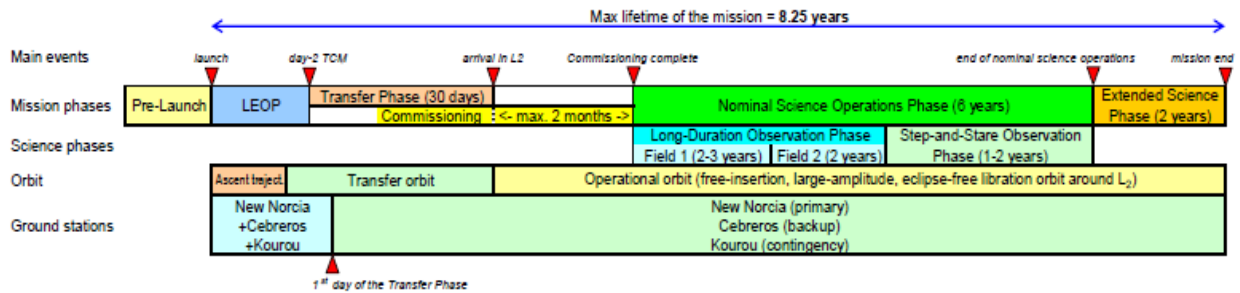 Max lifetime of the mission = 8.25 years
Main events
launch
day-2 TCM
arrival in L2
Commissioning complete
end of nominal science operations
mission end
Mission phases
Pre-Launch
LEOP
Transfer Phase (30 days)
Commissioning
<- max. 2 months ->
Nominal Science Operations Phase (6 years)
Extended Science
Phase (2 years)
Science phases
Long-Duration Observation Phase
Field 1 (2-3 years)
Field 2 (2 years)
Step-and-Stare Observation
Phase (1-2 years)
Orbit
Ascent traject.
Transfer orbit
Operational orbit (free-insertion, large-amplitude, eclipse-free libration orbit around L2)
Ground stations
New Norcia
+Cebreros
+Kourou
New Norcia (primary)
Cebreros (backup)
Kourou (contingency)
1st day of the Transfer Phase